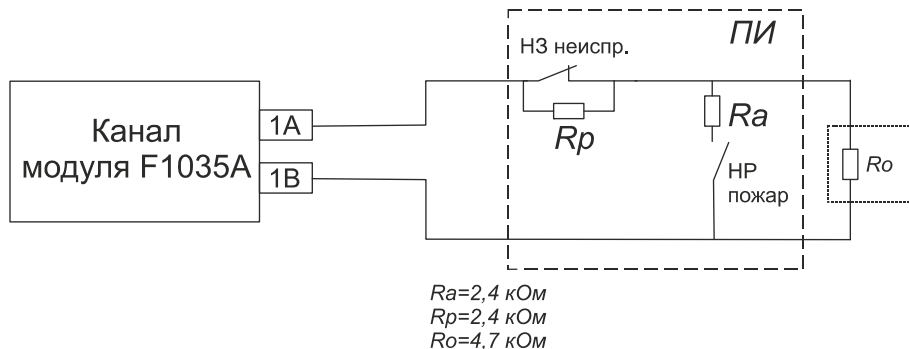 ПИ
НЗ неиспр.
Rp
Ra
НР
пожар
Ro
Канал
модуля F1035A
1A
1B
Ra=2,4 кОм
Rp=2,4 кОм
Ro=4,7 кОм